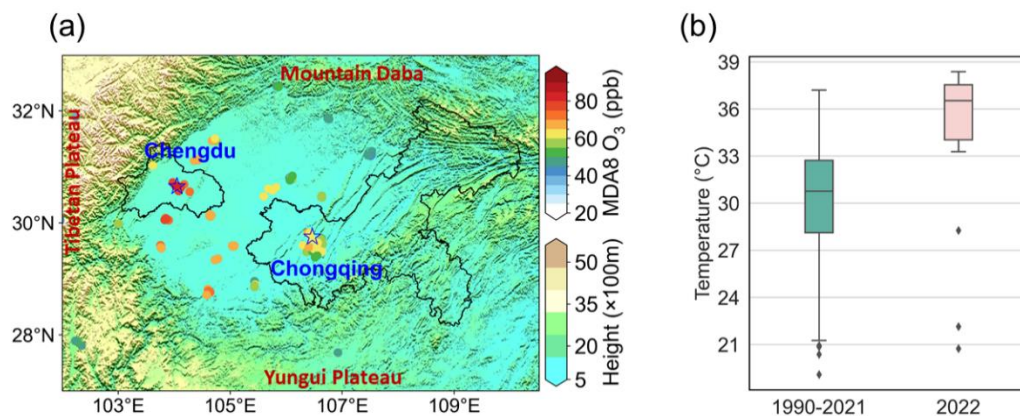 (a)
(b)
Mountain Daba
Tibetan Plateau
Chengdu
Chongqing
Yungui Plateau
32°N
30°N
28°N
103°E
105°E
107°E
109°E
80
60
40
20
MDA8 O3 (ppb)
50
35
20
5
Height (×100m)
39
36
33
30
27
24
21
Temperature (°C)
1990-2021
2022